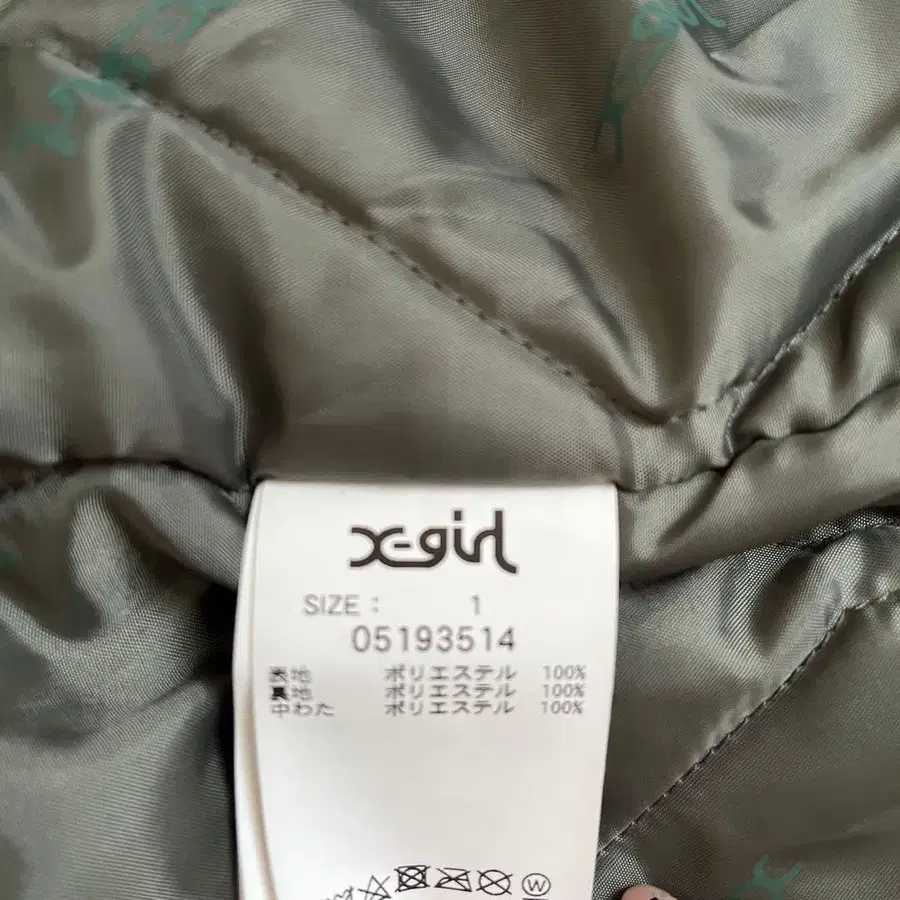 X-girl
SIZE : 1
05193514
表地 ポリエステル 100%
裏地 ポリエステル 100%
中わた ポリエステル 100%
W